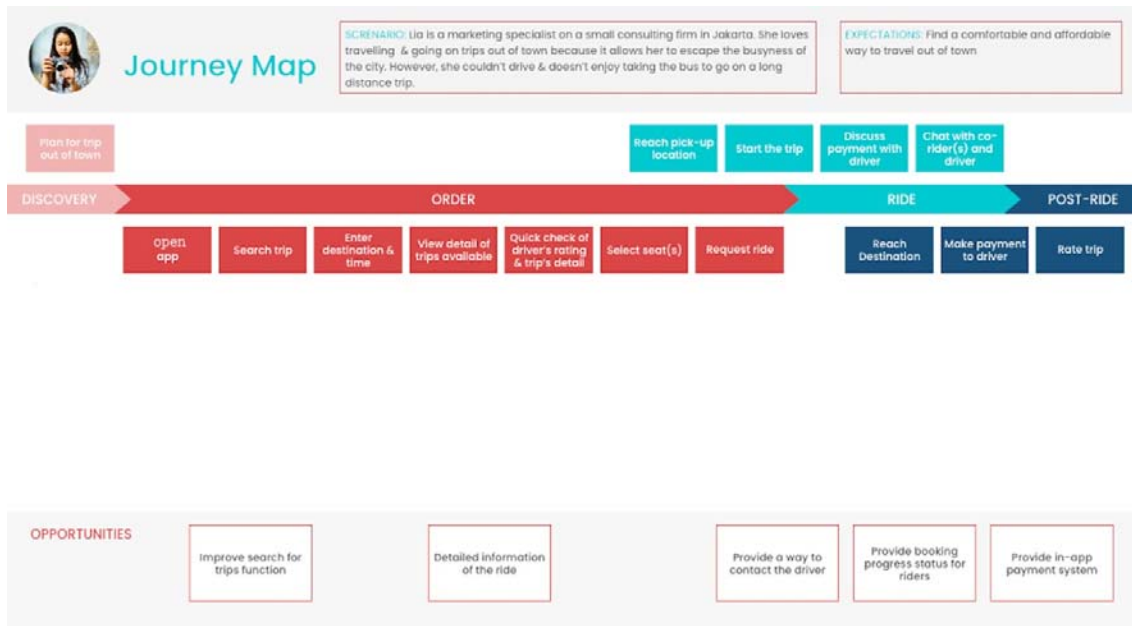 Journey Map
SCRENARIO: Lia is a marketing specialist on a small consulting firm in Jakarta. She loves
travelling & going on trips out of town because it allows her to escape the busyness of
the city. However, she couldn't drive & doesn't enjoy taking the bus to go on a long
distance trip.
EXPECTATIONS: Find a comfortable and affordable
way to travel out of town
Plan for trip
out of town
Reach pick-up
location
Start the trip
Discuss
payment with
driver
Chat with co-
rider(s) and
driver
DISCOVERY
ORDER
RIDE
POST-RIDE
open
app
Search trip
Enter
destination &
time
View detail of
trips available
Quick check of
driver's rating
& trip's detail
Select seat(s)
Request ride
Reach
Destination
Make payment
to driver
Rate trip
OPPORTUNITIES
Improve search for
trips function
Detailed information
of the ride
Provide a way to
contact the driver
Provide booking
progress status for
riders
Provide in-app
payment system